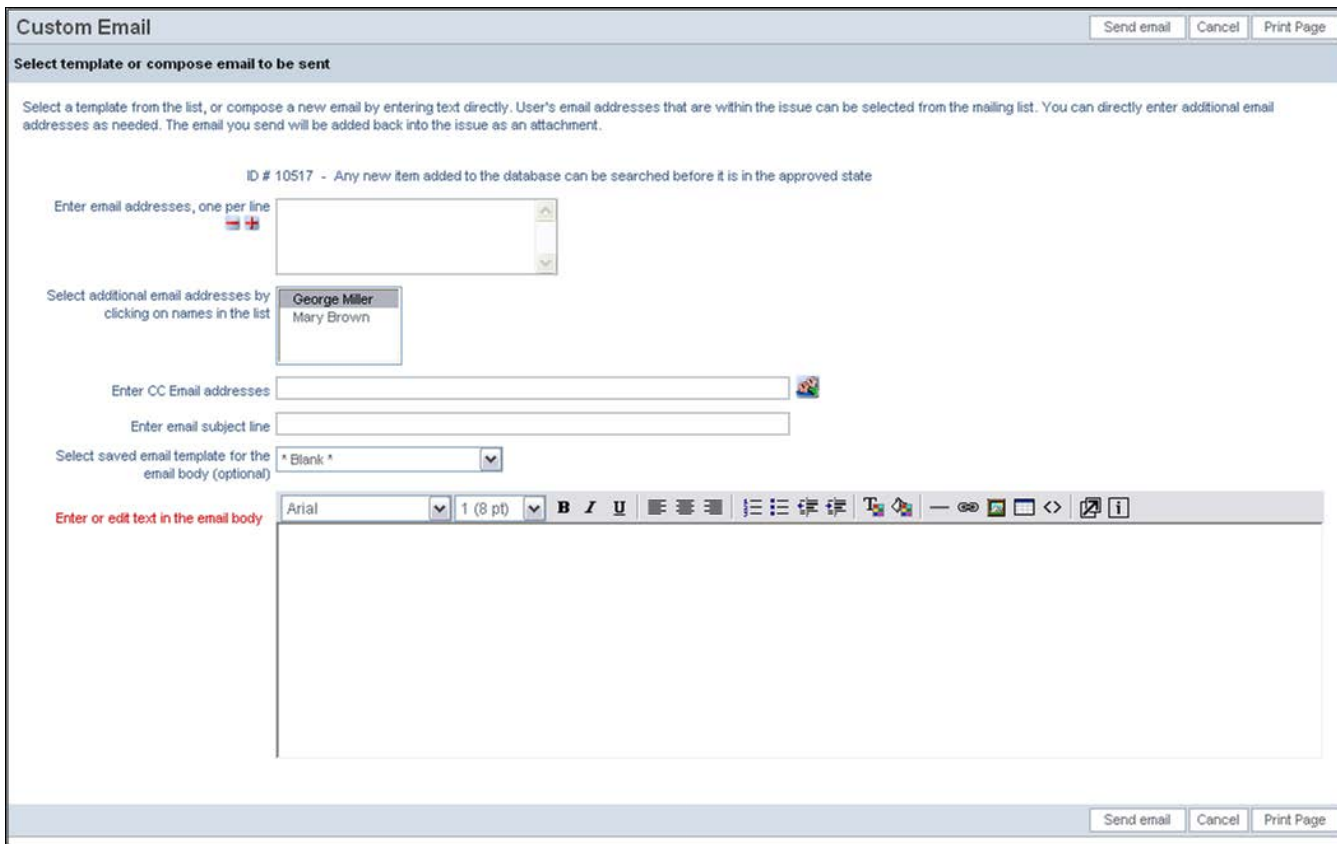 Custom Email
Send email Cancel Print Page
Select template or compose email to be sent
Select a template from the list, or compose a new email by entering text directly. User's email addresses that are within the issue can be selected from the mailing list. You can directly enter additional email
addresses as needed. The email you send will be added back into the issue as an attachment.
ID # 10517 - Any new item added to the database can be searched before it is in the approved state
Enter email addresses, one per line
Select additional email addresses by
clicking on names in the list
George Miller
Mary Brown
Enter CC Email addresses
Enter email subject line
Select saved email template for the
email body (optional)
* Blank *
Enter or edit text in the email body
Arial 1 (8 pt) B I U
Send email Cancel Print Page